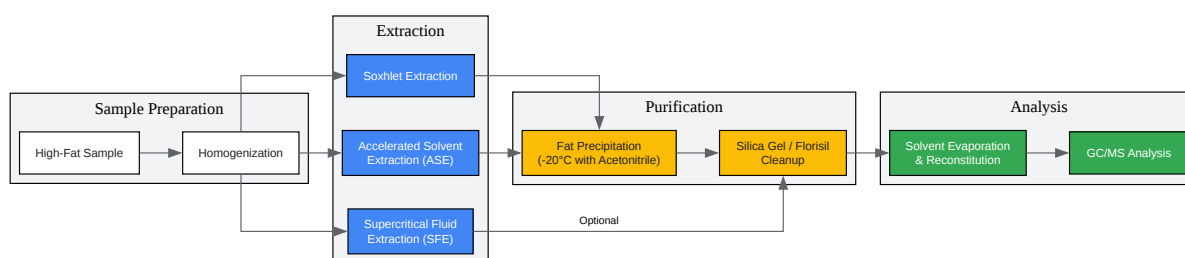 Extraction
Soxhlet Extraction
Sample Preparation
Purification
Analysis
High-Fat Sample
Homogenization
Accelerated Solvent
Extraction (ASE)
Fat Precipitation
(-20°C with Acetonitrile)
Silica Gel / Florisil
Cleanup
Solvent Evaporation
& Reconstitution
GC/MS Analysis
Supercritical Fluid
Extraction (SFE)
Optional